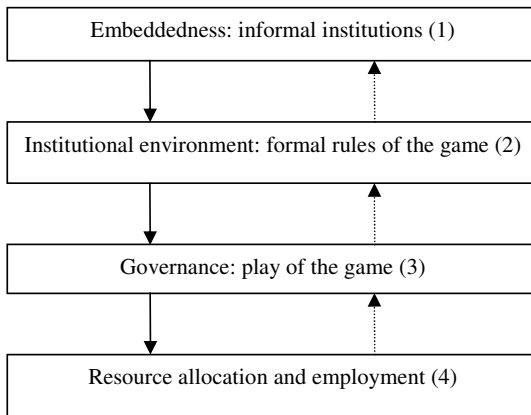 Embeddedness: informal institutions (1)
Institutional environment: formal rules of the game (2)
Governance: play of the game (3)
Resource allocation and employment (4)